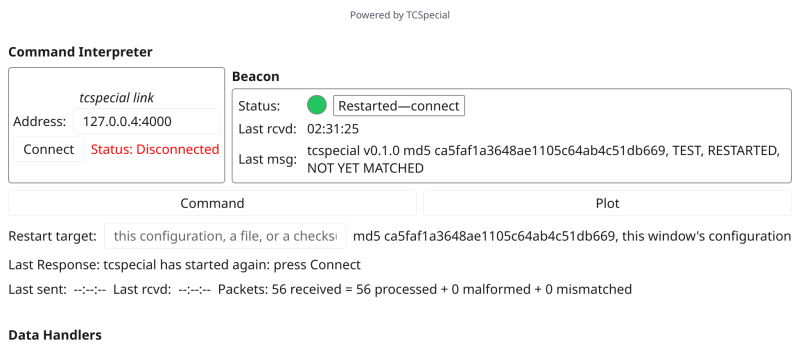 Powered by TCSpecial
Command Interpreter
tcspecial link
Address: 127.0.0.4:4000
Connect Status: Disconnected
Beacon
Status: Restarted—connect
Last rcvd: 02:31:25
Last msg: tcspecial v0.1.0 md5 ca5faf1a3648ae1105c64ab4c51db669, TEST, RESTARTED,
NOT YET MATCHED
Command Plot
Restart target: this configuration, a file, or a checks md5 ca5faf1a3648ae1105c64ab4c51db669, this window's configuration
Last Response: tcspecial has started again: press Connect
Last sent: --:--:-- Last rcvd: --:--:-- Packets: 56 received = 56 processed + 0 malformed + 0 mismatched
Data Handlers